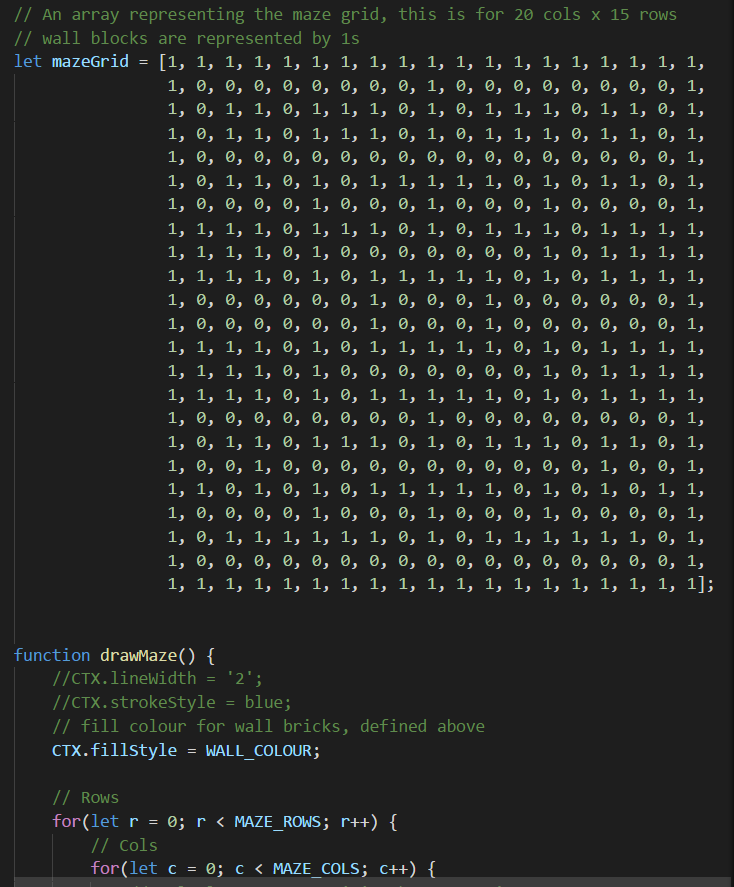 // An array representing the maze grid, this is for 20 cols x 15 rows
// wall blocks are represented by 1s
let mazeGrid = [1, 1, 1, 1, 1, 1, 1, 1, 1, 1, 1, 1, 1, 1, 1, 1, 1, 1, 1,
1, 0, 0, 0, 0, 0, 0, 0, 0, 1, 0, 0, 0, 0, 0, 0, 0, 0, 1,
1, 0, 1, 1, 0, 1, 1, 1, 0, 1, 0, 1, 1, 1, 0, 1, 1, 0, 1,
1, 0, 1, 1, 0, 1, 1, 1, 0, 1, 0, 1, 1, 1, 0, 1, 1, 0, 1,
1, 0, 0, 0, 0, 0, 0, 0, 0, 0, 0, 0, 0, 0, 0, 0, 0, 0, 1,
1, 0, 1, 1, 0, 1, 0, 1, 1, 1, 1, 1, 0, 1, 0, 1, 1, 0, 1,
1, 0, 0, 0, 0, 1, 0, 0, 0, 1, 0, 0, 0, 1, 0, 0, 0, 0, 1,
1, 1, 1, 1, 0, 1, 1, 1, 0, 1, 0, 1, 1, 1, 0, 1, 1, 1, 1,
1, 1, 1, 1, 0, 1, 0, 0, 0, 0, 0, 0, 0, 1, 0, 1, 1, 1, 1,
1, 1, 1, 1, 0, 1, 0, 1, 1, 1, 1, 1, 0, 1, 0, 1, 1, 1, 1,
1, 0, 0, 0, 0, 0, 0, 1, 0, 0, 0, 1, 0, 0, 0, 0, 0, 0, 1,
1, 0, 0, 0, 0, 0, 0, 1, 0, 0, 0, 1, 0, 0, 0, 0, 0, 0, 1,
1, 1, 1, 1, 0, 1, 0, 1, 1, 1, 1, 1, 0, 1, 0, 1, 1, 1, 1,
1, 1, 1, 1, 0, 1, 0, 0, 0, 0, 0, 0, 0, 1, 0, 1, 1, 1, 1,
1, 1, 1, 1, 0, 1, 0, 1, 1, 1, 1, 1, 0, 1, 0, 1, 1, 1, 1,
1, 0, 0, 0, 0, 0, 0, 0, 0, 1, 0, 0, 0, 0, 0, 0, 0, 0, 1,
1, 0, 1, 1, 0, 1, 1, 1, 0, 1, 0, 1, 1, 1, 0, 1, 1, 0, 1,
1, 0, 0, 1, 0, 0, 0, 0, 0, 0, 0, 0, 0, 0, 0, 1, 0, 0, 1,
1, 1, 0, 1, 0, 1, 0, 1, 1, 1, 1, 1, 0, 1, 0, 1, 0, 1, 1,
1, 0, 0, 0, 0, 1, 0, 0, 0, 1, 0, 0, 0, 1, 0, 0, 0, 0, 1,
1, 0, 1, 1, 1, 1, 1, 1, 0, 1, 0, 1, 1, 1, 1, 1, 1, 0, 1,
1, 0, 0, 0, 0, 0, 0, 0, 0, 0, 0, 0, 0, 0, 0, 0, 0, 0, 1,
1, 1, 1, 1, 1, 1, 1, 1, 1, 1, 1, 1, 1, 1, 1, 1, 1, 1, 1];
function drawMaze() {
//CTX.lineWidth = '2';
//CTX.strokeStyle = blue;
// fill colour for wall bricks, defined above
CTX.fillStyle = WALL_COLOUR;
// Rows
for(let r = 0; r < MAZE_ROWS; r++) {
// Cols
for(let c = 0; c < MAZE_COLS; c++) {